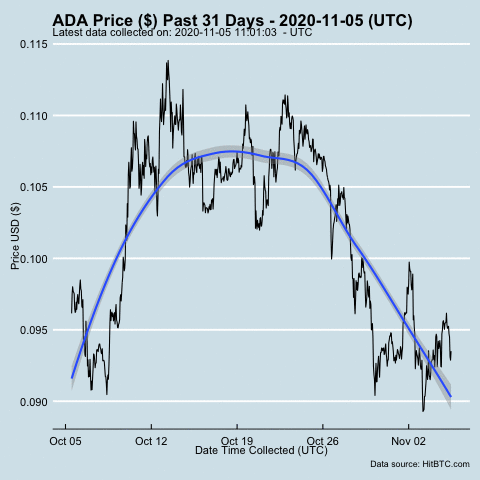 ADA Price ($) Past 31 Days - 2020-11-05 (UTC)
Latest data collected on: 2020-11-05 11:01:03  - UTC
0.115
0.110
0.105
0.100
0.095
0.090
Price USD ($)
Oct 05
Oct 12
Oct 19
Oct 26
Nov 02
Date Time Collected (UTC)
Data source: HitBTC.com